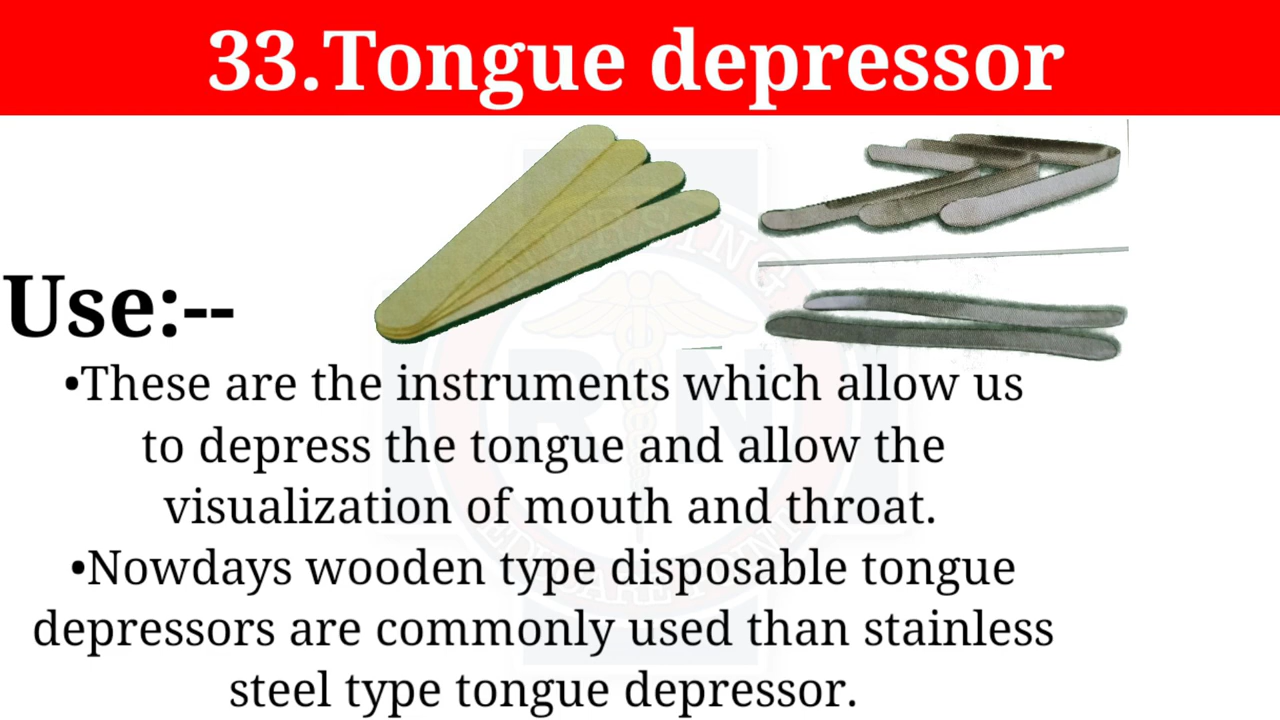 33.Tongue depressor
Use:--
•These are the instruments which allow us
to depress the tongue and allow the
visualization of mouth and throat.
•Nowdays wooden type disposable tongue
depressors are commonly used than stainless
steel type tongue depressor.